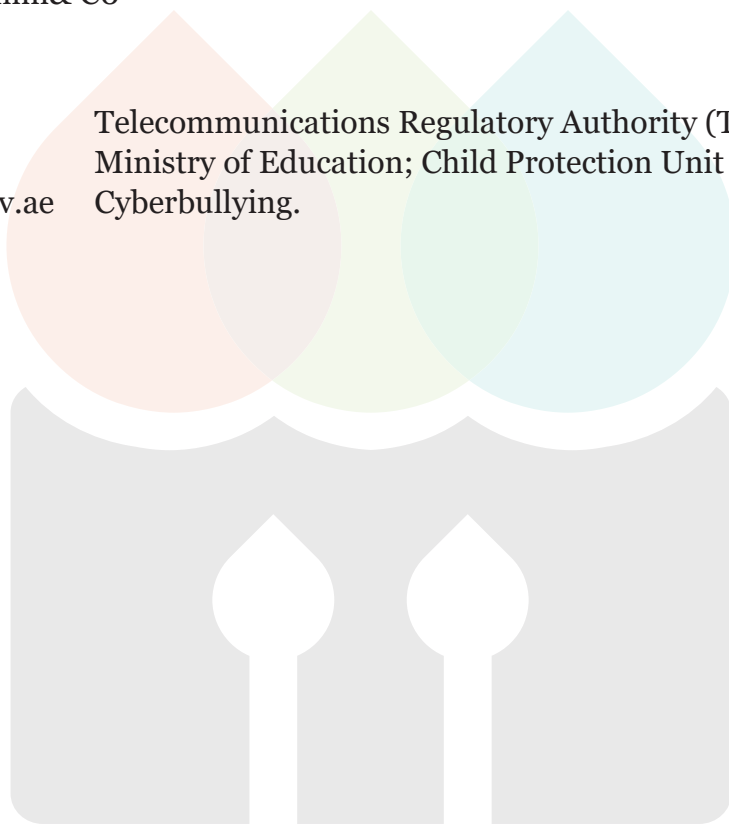 Telecommunications Regulatory Authority (T
Ministry of Education; Child Protection Unit
v.ae Cyberbullying.